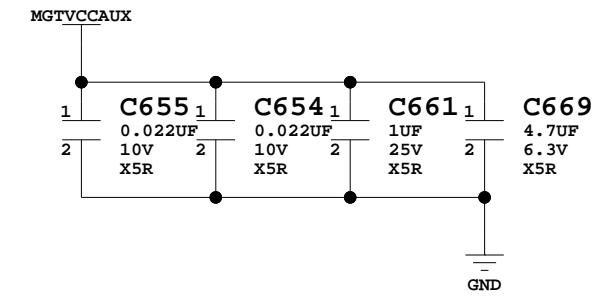 MGTVCCAUX
1 C655 1 C654 1 C661 1 C669
0.022UF 0.022UF 1UF 4.7UF
2 10V 2 10V 2 25V 2 6.3V
X5R X5R X5R X5R
GND